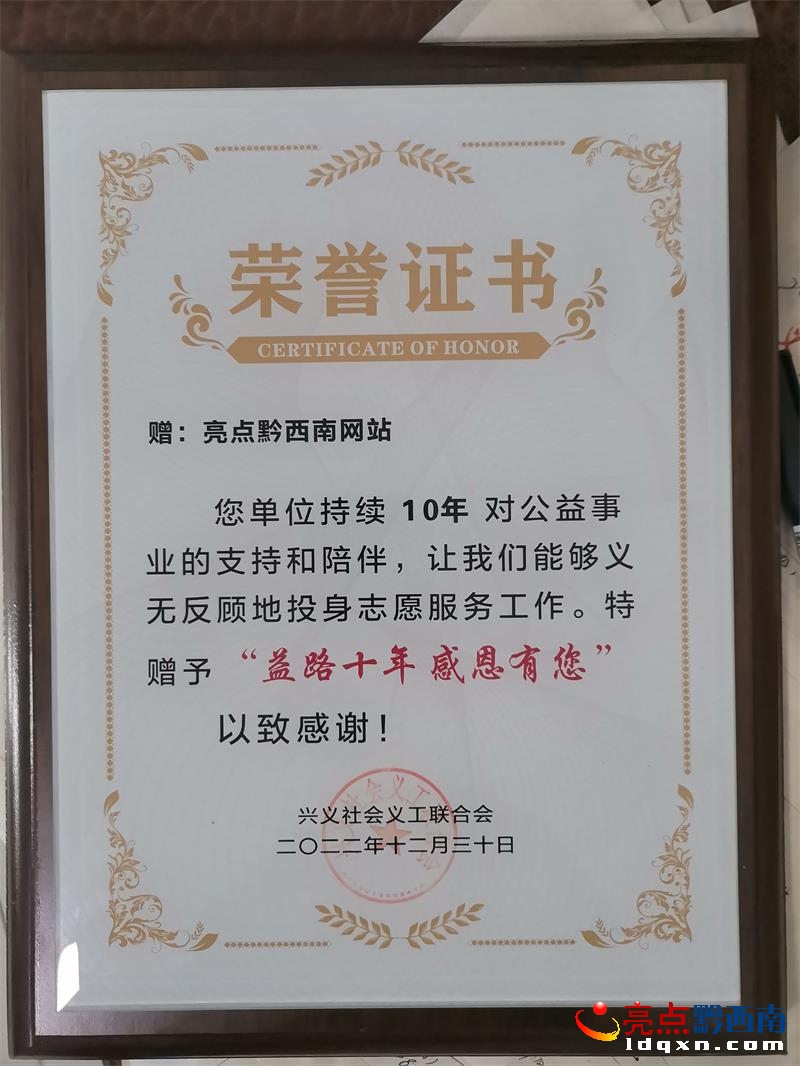 荣誉证书
CERTIFICATE OF HONOR
赠：亮点黔西南网站
您单位持续 10年 对公益事
业的支持和陪伴，让我们能够义
无反顾地投身志愿服务工作。特
赠予“益路十年 感恩有您”
以致感谢！
兴义社会义工联合会
二〇二二年十二月三十日
亮点黔西南
ldqxn.com